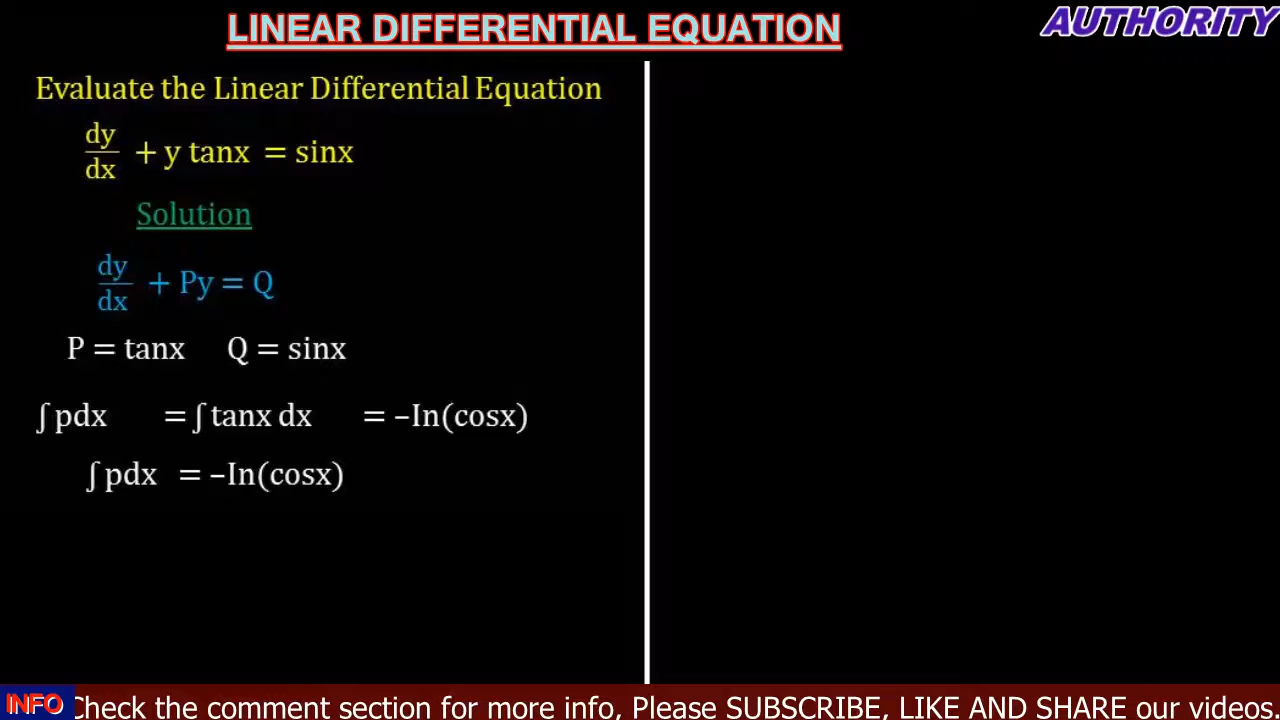 LINEAR DIFFERENTIAL EQUATION
AUTHORITY
Evaluate the Linear Differential Equation
dy/dx + y tanx = sinx
Solution
dy/dx + Py = Q
P = tanx Q = sinx
∫ pdx = ∫ tanx dx = –In(cosx)
∫ pdx = –In(cosx)
INFO Check the comment section for more info, Please SUBSCRIBE, LIKE AND SHARE our videos.